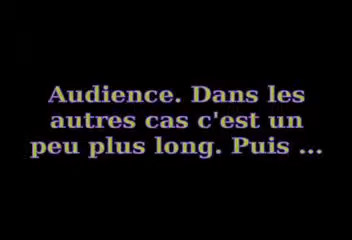 Audience. Dans les
autres cas c'est un
peu plus long. Puis ...